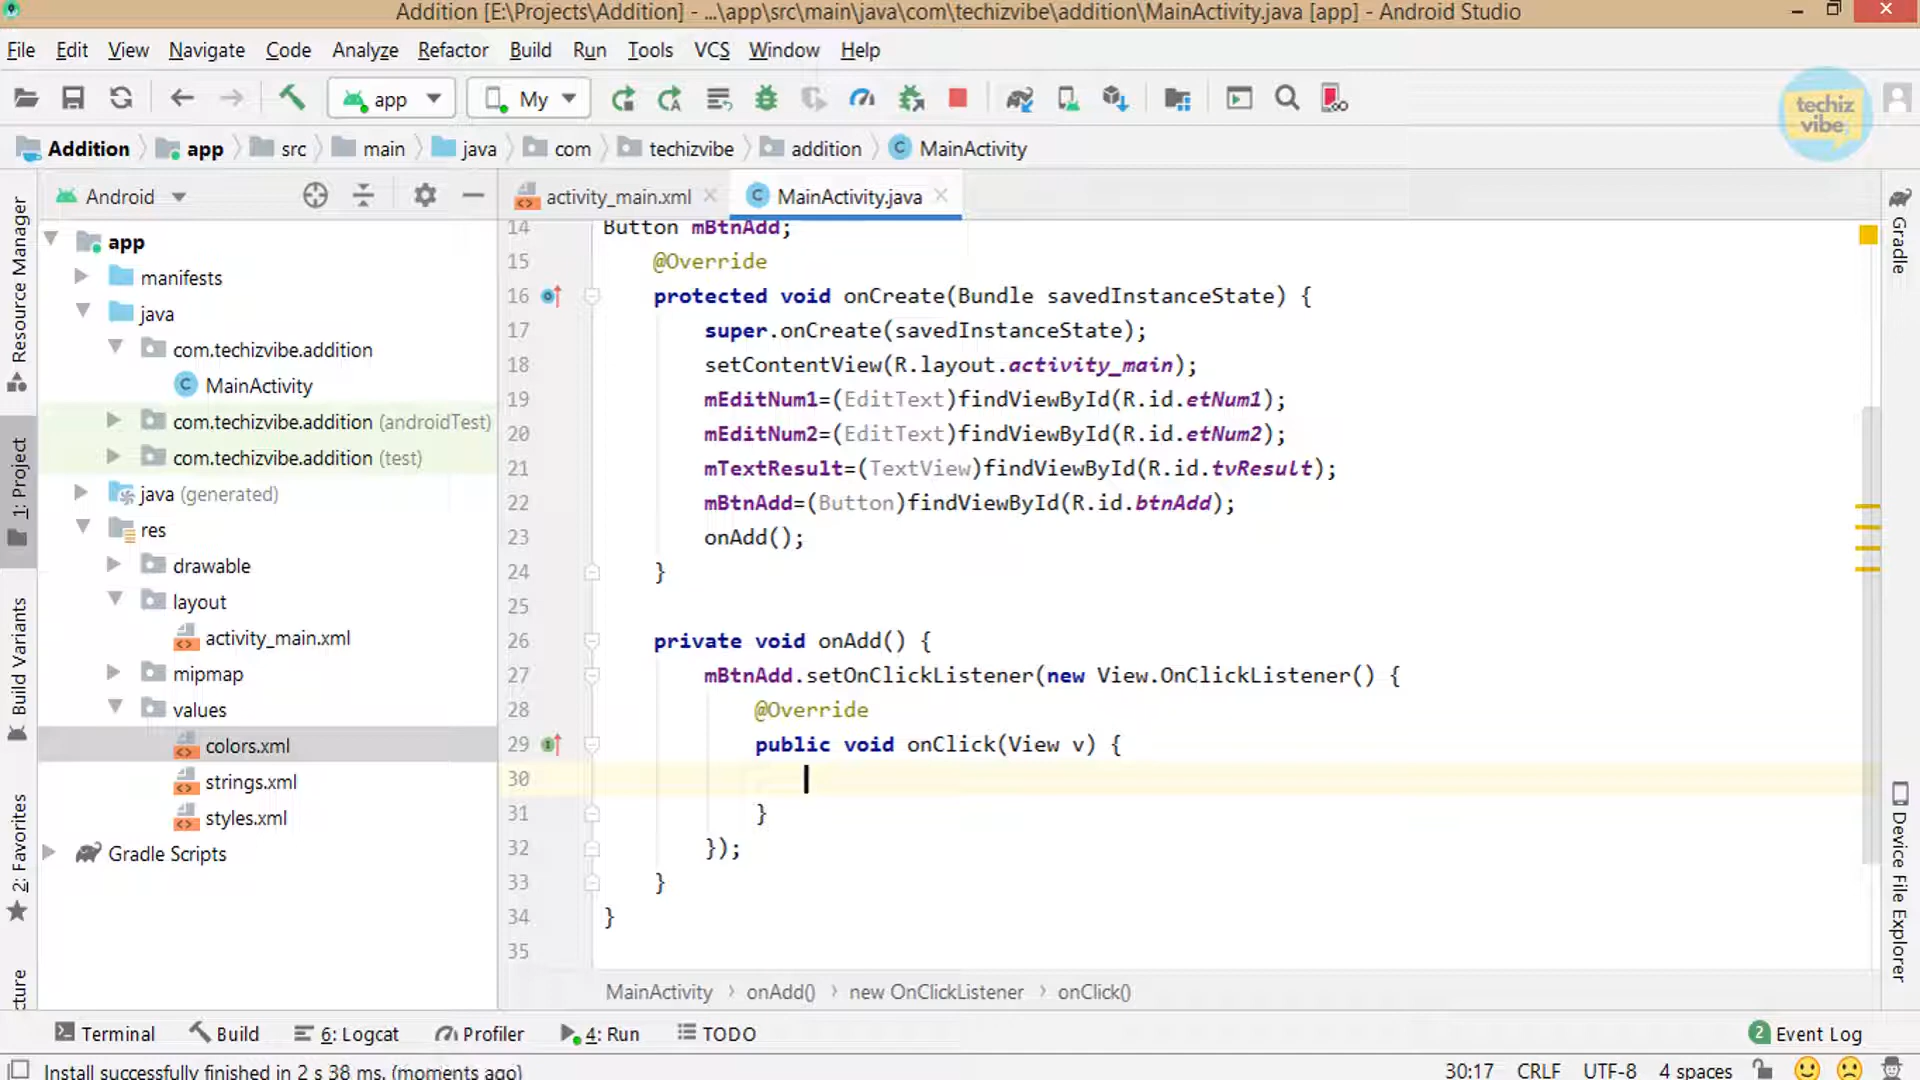 Addition [E:\Projects\Addition] - ...\app\src\main\java\com\techizvibe\addition\MainActivity.java [app] - Android Studio
File Edit View Navigate Code Analyze Refactor Build Run Tools VCS Window Help
app My
techiz vibe
Addition app src main java com techizvibe addition MainActivity
Android
activity_main.xml MainActivity.java
Resource Manager
1: Project
Build Variants
2: Favorites
cture
app
manifests
java
com.techizvibe.addition
MainActivity
com.techizvibe.addition (androidTest)
com.techizvibe.addition (test)
java (generated)
res
drawable
layout
activity_main.xml
mipmap
values
colors.xml
strings.xml
styles.xml
Gradle Scripts
14 Button mBtnAdd;
15 @Override
16 protected void onCreate(Bundle savedInstanceState) {
17 super.onCreate(savedInstanceState);
18 setContentView(R.layout.activity_main);
19 mEditNum1=(EditText)findViewById(R.id.etNum1);
20 mEditNum2=(EditText)findViewById(R.id.etNum2);
21 mTextResult=(TextView)findViewById(R.id.tvResult);
22 mBtnAdd=(Button)findViewById(R.id.btnAdd);
23 onAdd();
24 }
25
26 private void onAdd() {
27 mBtnAdd.setOnClickListener(new View.OnClickListener() {
28 @Override
29 public void onClick(View v) {
30
31 }
32 });
33 }
34 }
35
Gradle
Device File Explorer
MainActivity › onAdd() › new OnClickListener › onClick()
Terminal Build 6: Logcat Profiler 4: Run TODO 2 Event Log
Install successfully finished in 2 s 38 ms. (moments ago) 30:17 CRLF UTF-8 4 spaces